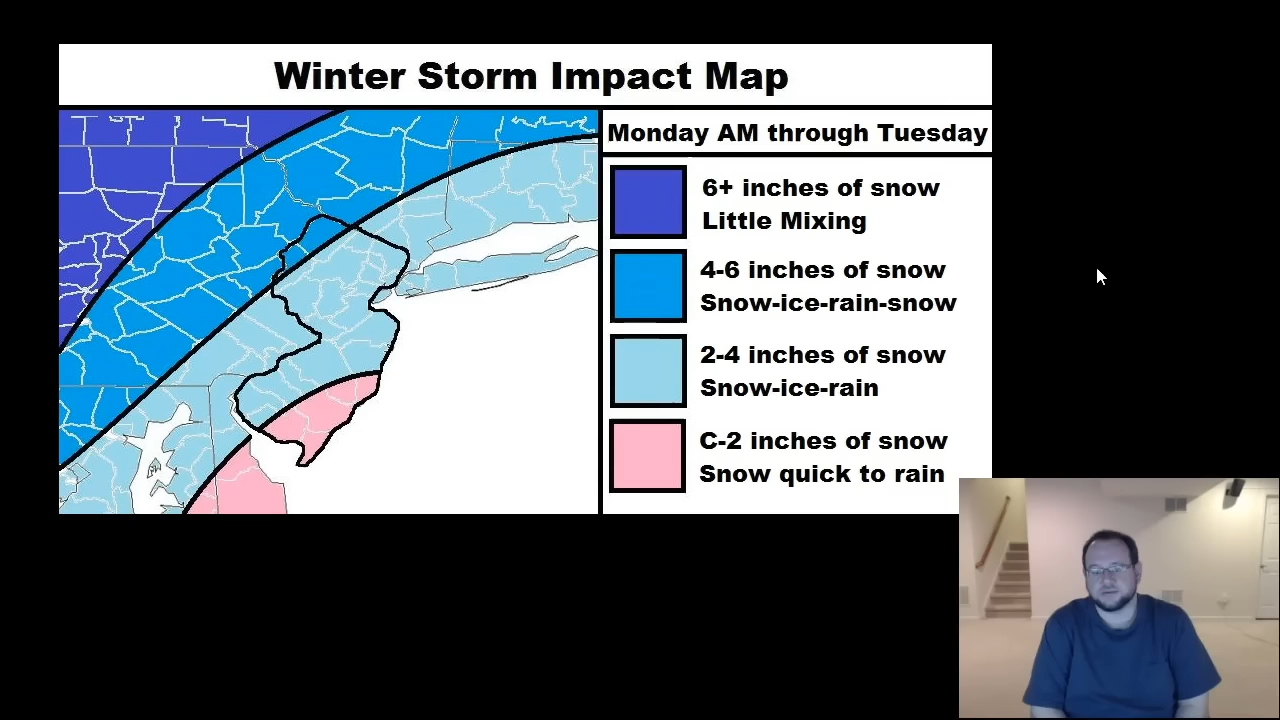 Winter Storm Impact Map
Monday AM through Tuesday
6+ inches of snow
Little Mixing
4-6 inches of snow
Snow-ice-rain-snow
2-4 inches of snow
Snow-ice-rain
C-2 inches of snow
Snow quick to rain